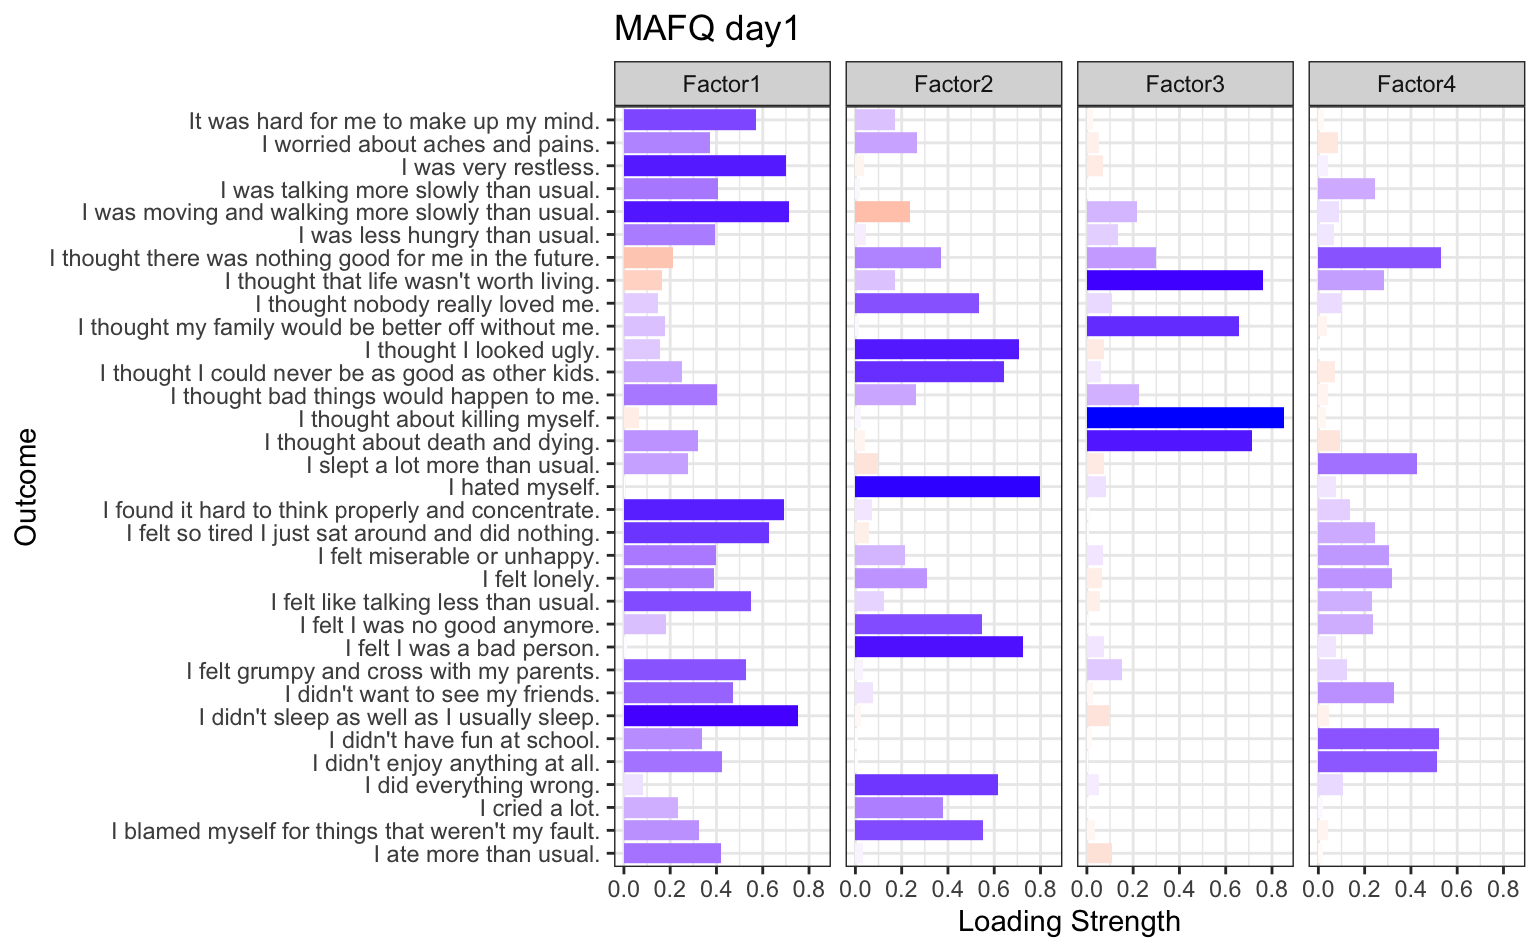 MAFQ day1
Factor1 Factor2 Factor3 Factor4
It was hard for me to make up my mind.
I worried about aches and pains.
I was very restless.
I was talking more slowly than usual.
I was moving and walking more slowly than usual.
I was less hungry than usual.
I thought there was nothing good for me in the future.
I thought that life wasn't worth living.
I thought nobody really loved me.
I thought my family would be better off without me.
I thought I looked ugly.
I thought I could never be as good as other kids.
I thought bad things would happen to me.
I thought about killing myself.
I thought about death and dying.
I slept a lot more than usual.
I hated myself.
I found it hard to think properly and concentrate.
I felt so tired I just sat around and did nothing.
I felt miserable or unhappy.
I felt lonely.
I felt like talking less than usual.
I felt I was no good anymore.
I felt I was a bad person.
I felt grumpy and cross with my parents.
I didn't want to see my friends.
I didn't sleep as well as I usually sleep.
I didn't have fun at school.
I didn't enjoy anything at all.
I did everything wrong.
I cried a lot.
I blamed myself for things that weren't my fault.
I ate more than usual.
Outcome
0.0 0.2 0.4 0.6 0.8 0.0 0.2 0.4 0.6 0.8 0.0 0.2 0.4 0.6 0.8 0.0 0.2 0.4 0.6 0.8
Loading Strength